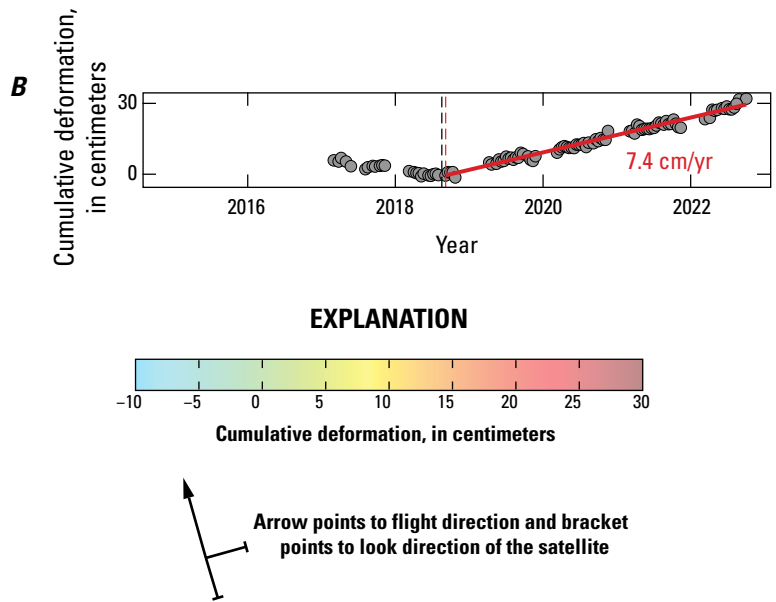 B
Cumulative deformation,
in centimeters
30
0
7.4 cm/yr
2016 2018 2020 2022
Year
EXPLANATION
–10 –5 0 5 10 15 20 25 30
Cumulative deformation, in centimeters
Arrow points to flight direction and bracket
points to look direction of the satellite